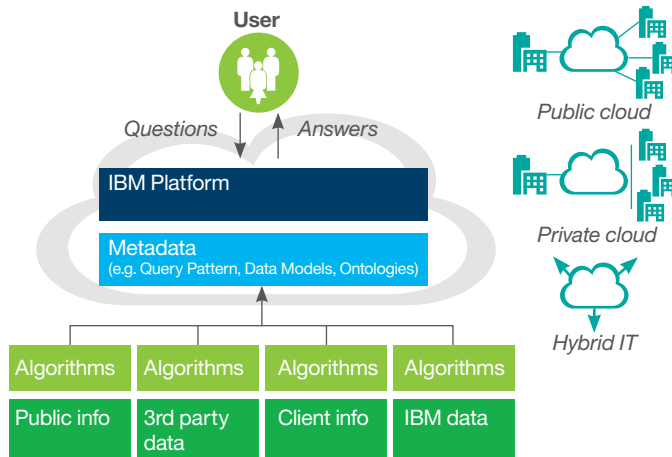 User
Questions
Answers
IBM Platform
Metadata
(e.g. Query Pattern, Data Models, Ontologies)
Algorithms
Algorithms
Algorithms
Algorithms
Public info
3rd party
data
Client info
IBM data
Public cloud
Private cloud
Hybrid IT